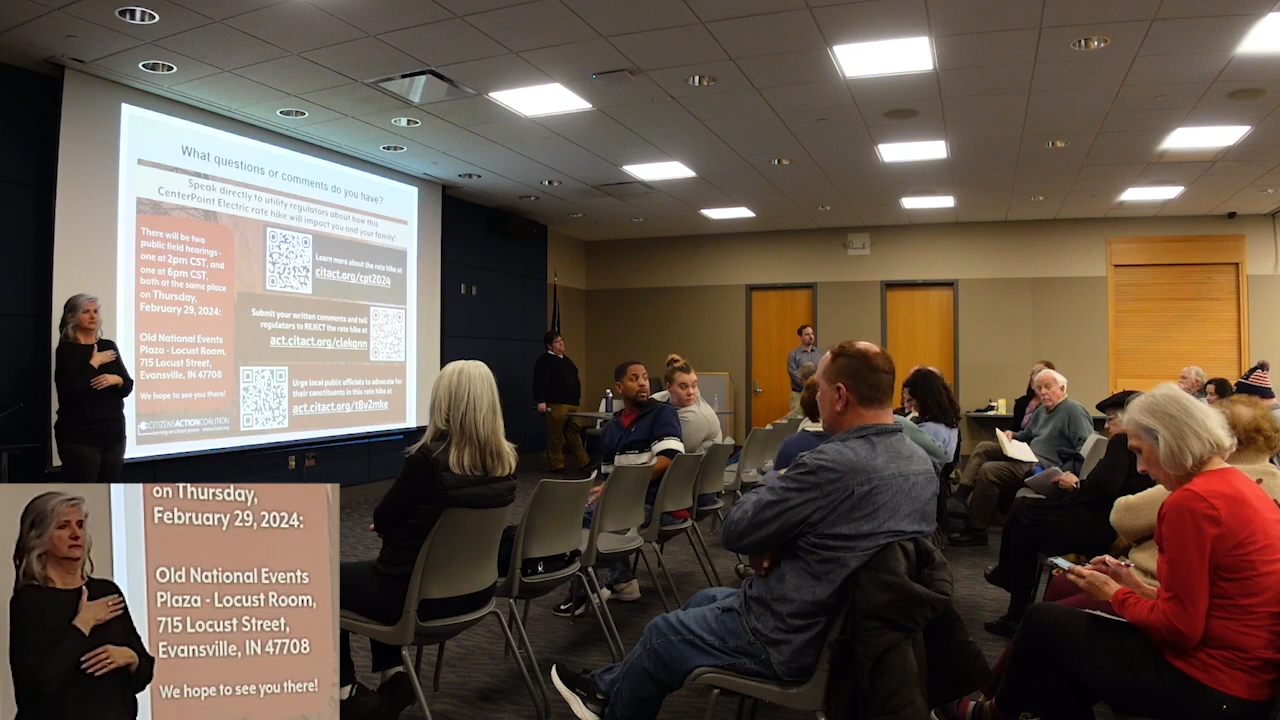 What questions or comments do you have?
Speak directly to utility regulators about how this
CenterPoint Electric rate hike will impact you and your family!
There will be two
public field hearings -
one at 2pm CST, and
one at 6pm CST,
both at the same place
on Thursday,
February 29, 2024:
Old National Events
Plaza - Locust Room,
715 Locust Street,
Evansville, IN 47708
We hope to see you there!
Learn more about the rate hike at
citact.org/cpt2024
Submit your written comments and tell
regulators to REJECT the rate hike at
act.citact.org/clekgnn
Urge local public officials to advocate for
their constituents in this rate hike at
act.citact.org/t8v2mke
CITIZENS ACTION COALITION
on Thursday,
February 29, 2024:
Old National Events
Plaza - Locust Room,
715 Locust Street,
Evansville, IN 47708
We hope to see you there!